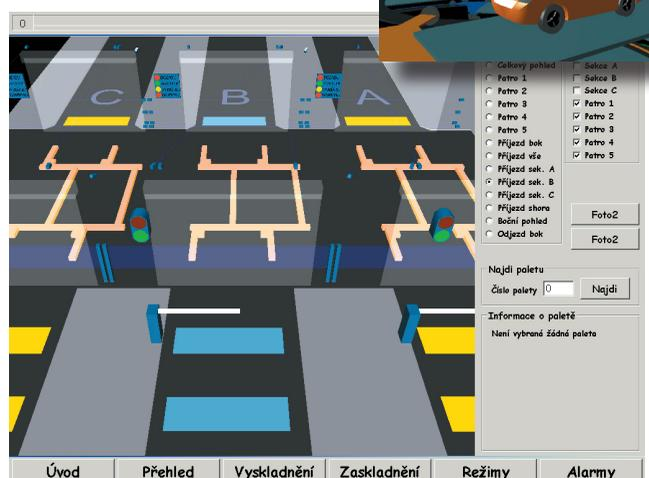 0
C B A
Celkový pohled
Patro 1
Patro 2
Patro 3
Patro 4
Patro 5
Příjezd bok
Příjezd vše
Příjezd sek. A
Příjezd sek. B
Příjezd sek. C
Příjezd shora
Boční pohled
Odjezd bok
Sekce A
Sekce B
Sekce C
Patro 1
Patro 2
Patro 3
Patro 4
Patro 5
Foto2
Foto2
Najdi paletu
Číslo palety 0 Najdi
Informace o paletě
Není vybraná žádná paleta
Úvod Přehled Vyskladnění Zaskladnění Režimy Alarmy